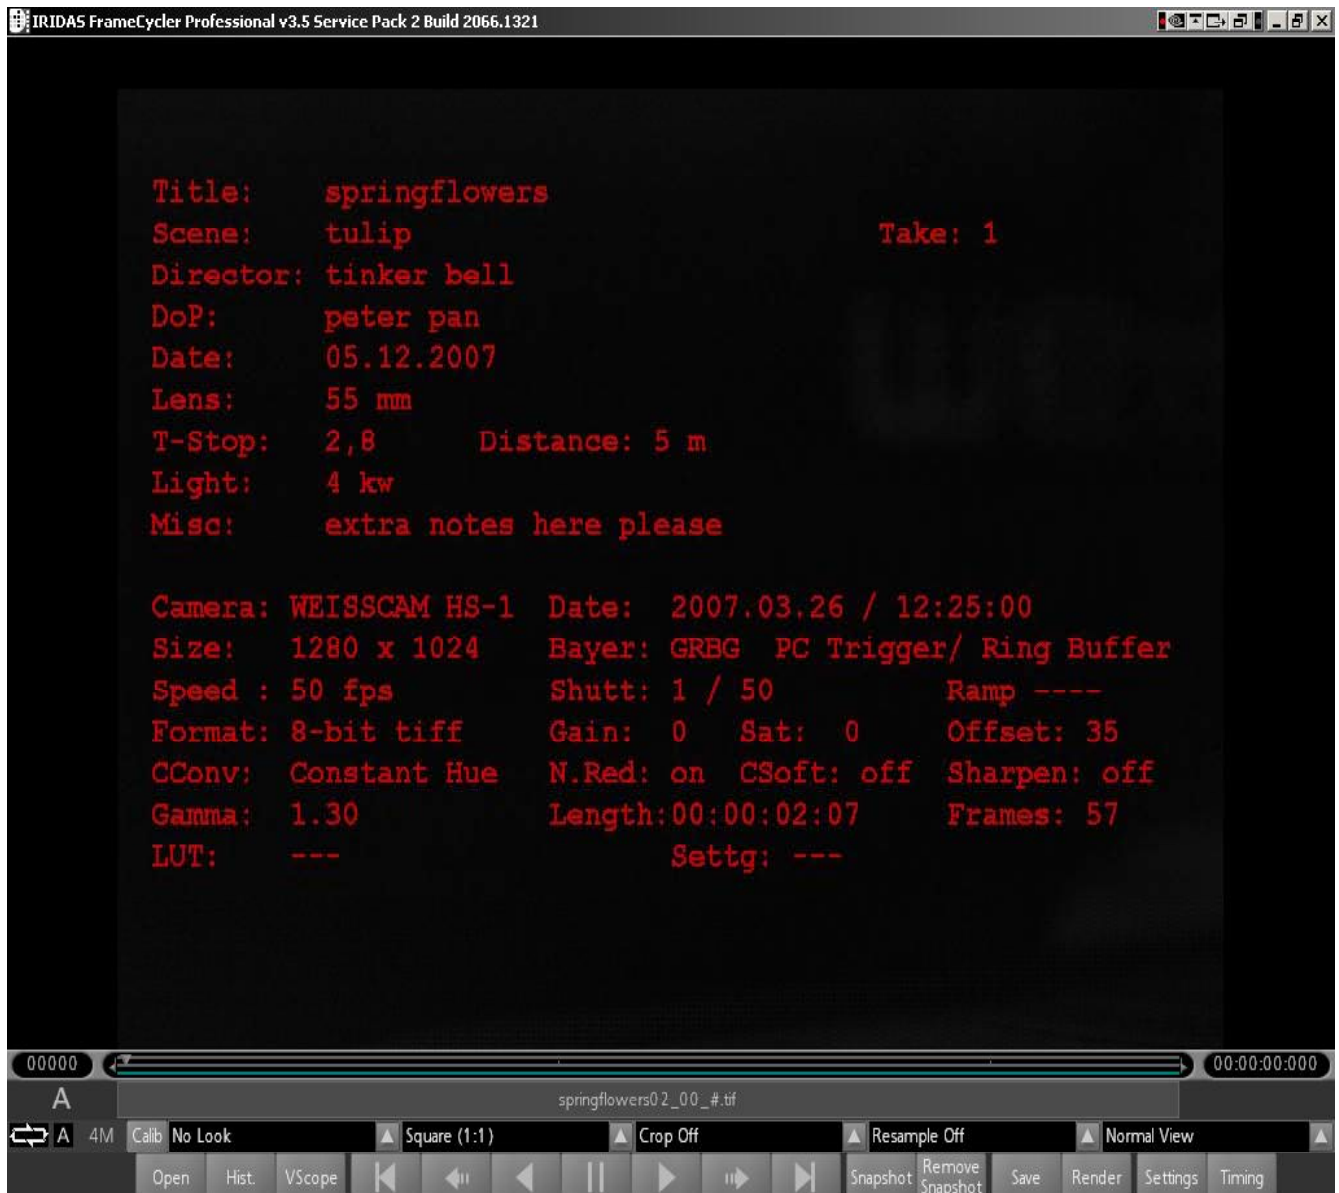 IRIDAS FrameCycler Professional v3.5 Service Pack 2 Build 2066.1321
Title: springflowers
Scene: tulip Take: 1
Director: tinker bell
DoP: peter pan
Date: 05.12.2007
Lens: 55 mm
T-Stop: 2,8 Distance: 5 m
Light: 4 kw
Misc: extra notes here please
Camera: WEISSCAM HS-1 Date: 2007.03.26 / 12:25:00
Size: 1280 x 1024 Bayer: GRBG PC Trigger/ Ring Buffer
Speed : 50 fps Shutt: 1 / 50 Ramp ----
Format: 8-bit tiff Gain: 0 Sat: 0 Offset: 35
CConv: Constant Hue N.Red: on CSoft: off Sharpen: off
Gamma: 1.30 Length:00:00:02:07 Frames: 57
LUT: --- Settg: ---
00000 00:00:00:000
A springflowers02_00_#.tif
A 4M Calib No Look Square (1:1) Crop Off Resample Off Normal View
Open Hist. VScope Snapshot Remove Snapshot Save Render Settings Timing